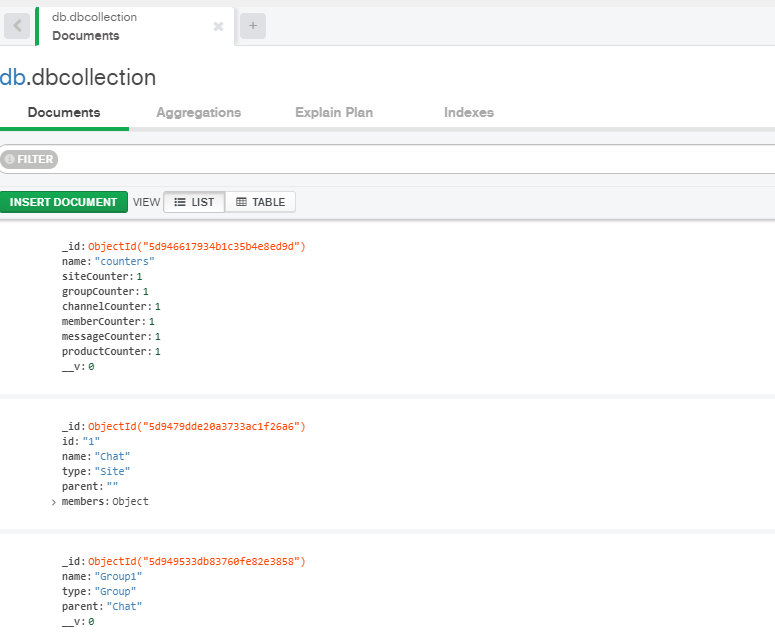 db.dbcollection
Documents
db.dbcollection
Documents Aggregations Explain Plan Indexes
FILTER
INSERT DOCUMENT VIEW LIST TABLE
_id: ObjectId("5d946617934b1c35b4e8ed9d")
name: "counters"
siteCounter: 1
groupCounter: 1
channelCounter: 1
memberCounter: 1
messageCounter: 1
productCounter: 1
__v: 0
_id: ObjectId("5d9479dde20a3733ac1f26a6")
id: "1"
name: "Chat"
type: "Site"
parent: ""
> members: Object
_id: ObjectId("5d949533db83760fe82e3858")
name: "Group1"
type: "Group"
parent: "Chat"
__v: 0